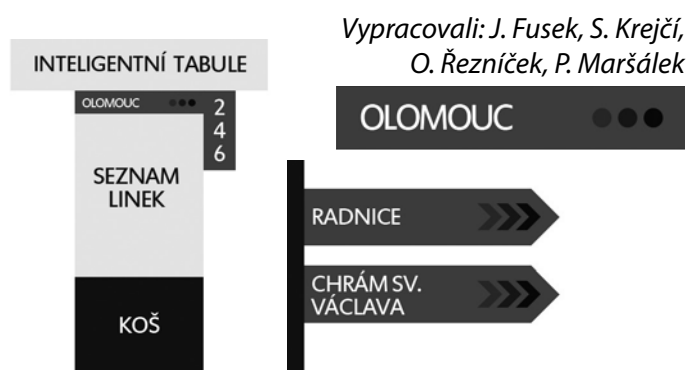 Vypracovali: J. Fusek, S. Krejčí,
O. Řezníček, P. Maršálek
INTELIGENTNÍ TABULE
OLOMOUC
2
4
6
SEZNAM
LINEK
KOŠ
OLOMOUC
RADNICE
CHRÁM SV.
VÁCLAVA